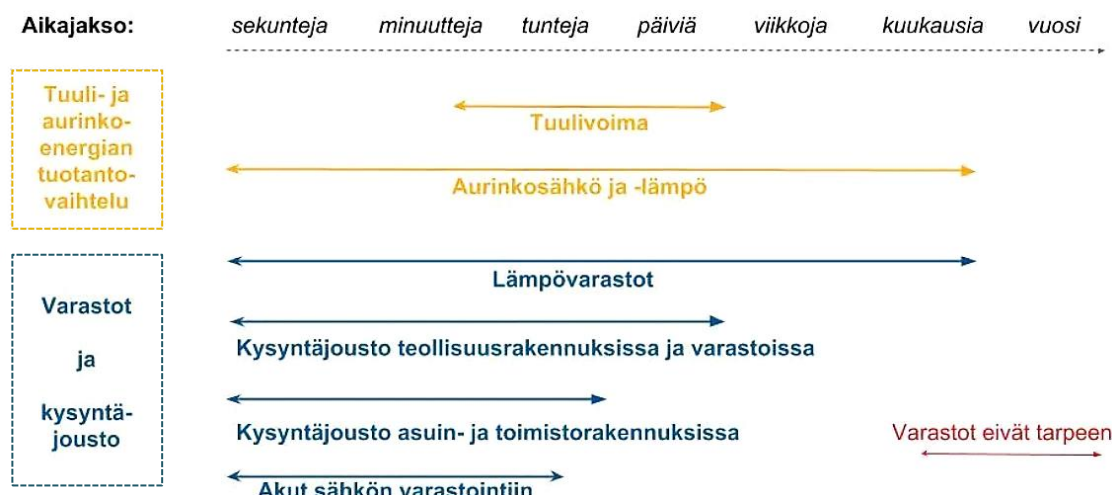 Aikajakso: sekunteja minuutteja tunteja päiviä viikkoja kuukausia vuosi
Tuuli- ja
aurinko-
energian
tuotanto-
vaihtelu
Tuulivoima
Aurinkosähkö ja -lämpö
Varastot
ja
kysyntä-
jousto
Lämpövarastot
Kysyntäjousto teollisuusrakennuksissa ja varastoissa
Kysyntäjousto asuin- ja toimistorakennuksissa
Varastot eivät tarpeen
Akut sähkön varastointiin